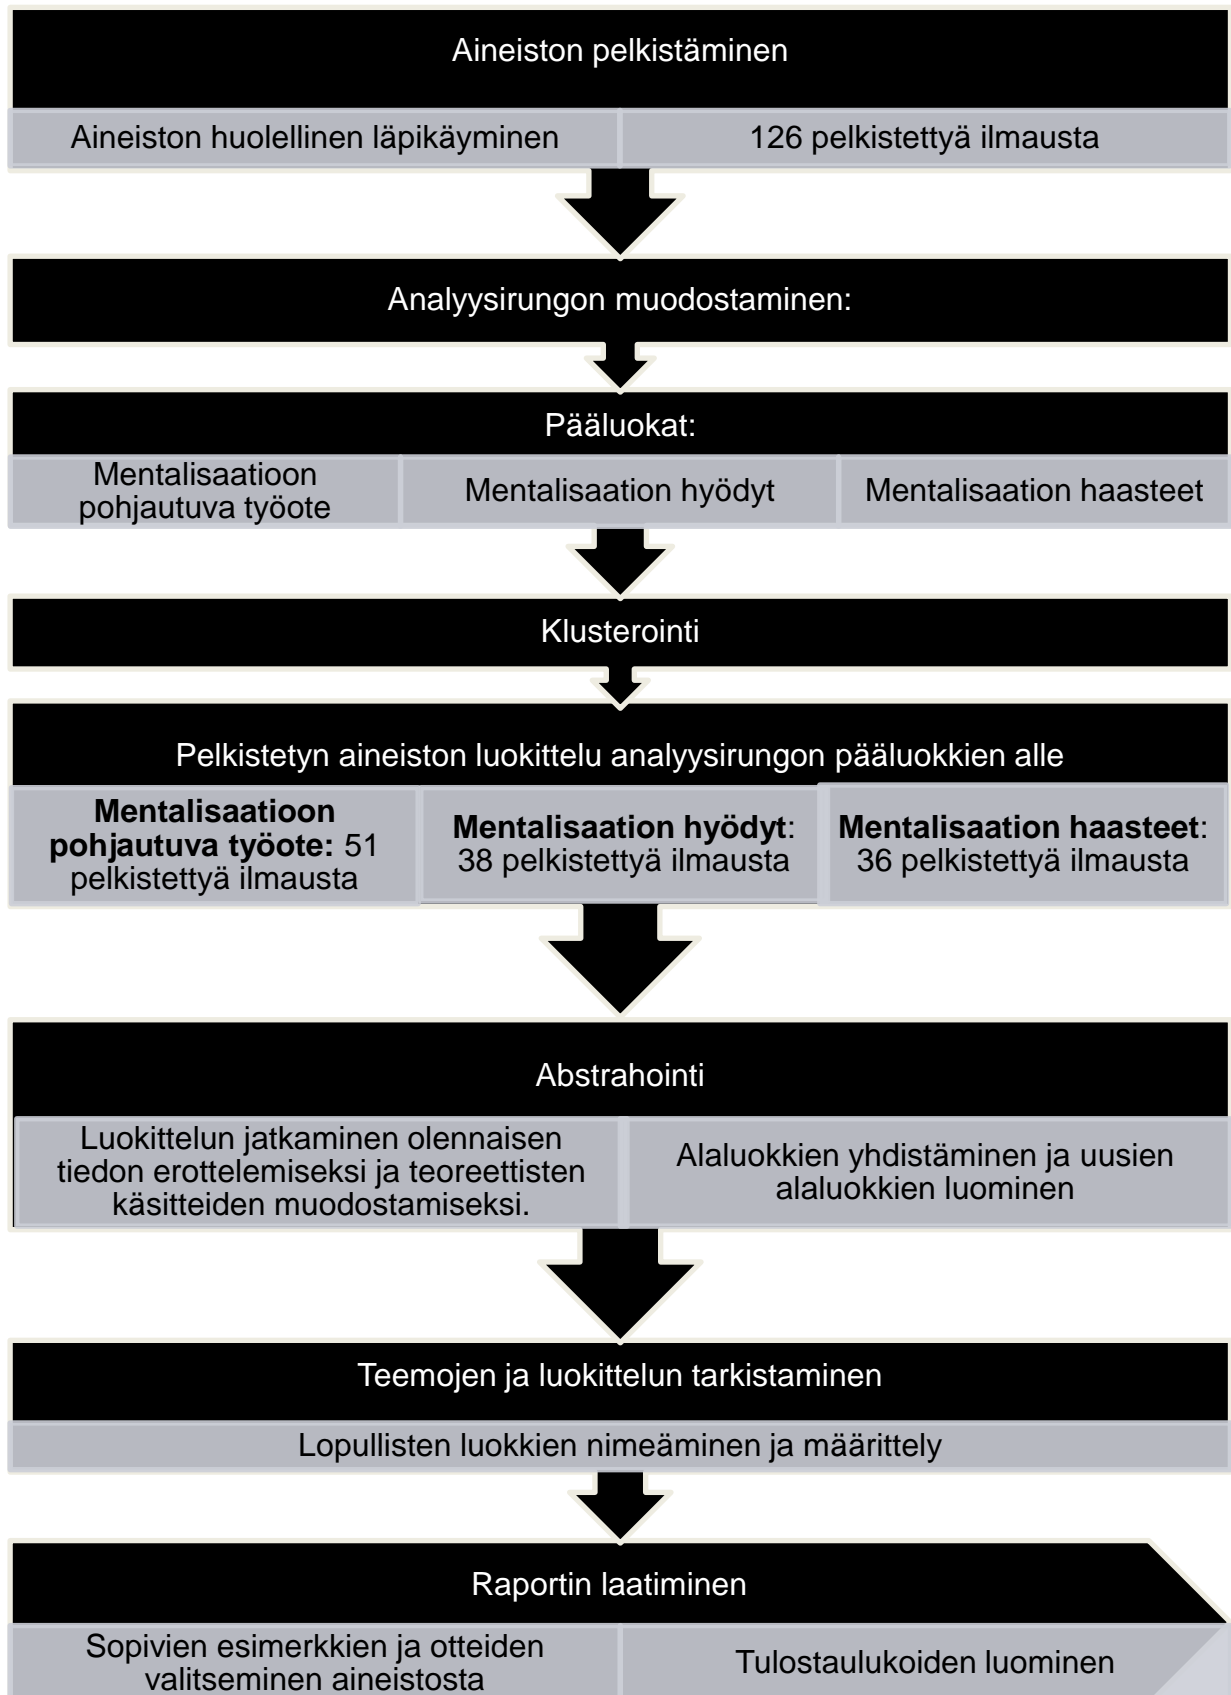 Aineiston pelkistäminen
Aineiston huolellinen läpikäyminen
126 pelkistettyä ilmausta
Analyysirungon muodostaminen:
Pääluokat:
Mentalisaatioon
pohjautuva työote
Mentalisaation hyödyt
Mentalisaation haasteet
Klusterointi
Pelkistetyn aineiston luokittelu analyysirungon pääluokkien alle
Mentalisaatioon
pohjautuva työote: 51
pelkistettyä ilmausta
Mentalisaation hyödyt:
38 pelkistettyä ilmausta
Mentalisaation haasteet:
36 pelkistettyä ilmausta
Abstrahointi
Luokittelun jatkaminen olennaisen
tiedon erottelemiseksi ja teoreettisten
käsitteiden muodostamiseksi.
Alaluokkien yhdistäminen ja uusien
alaluokkien luominen
Teemojen ja luokittelun tarkistaminen
Lopullisten luokkien nimeäminen ja määrittely
Raportin laatiminen
Sopivien esimerkkien ja otteiden
valitseminen aineistosta
Tulostaulukoiden luominen